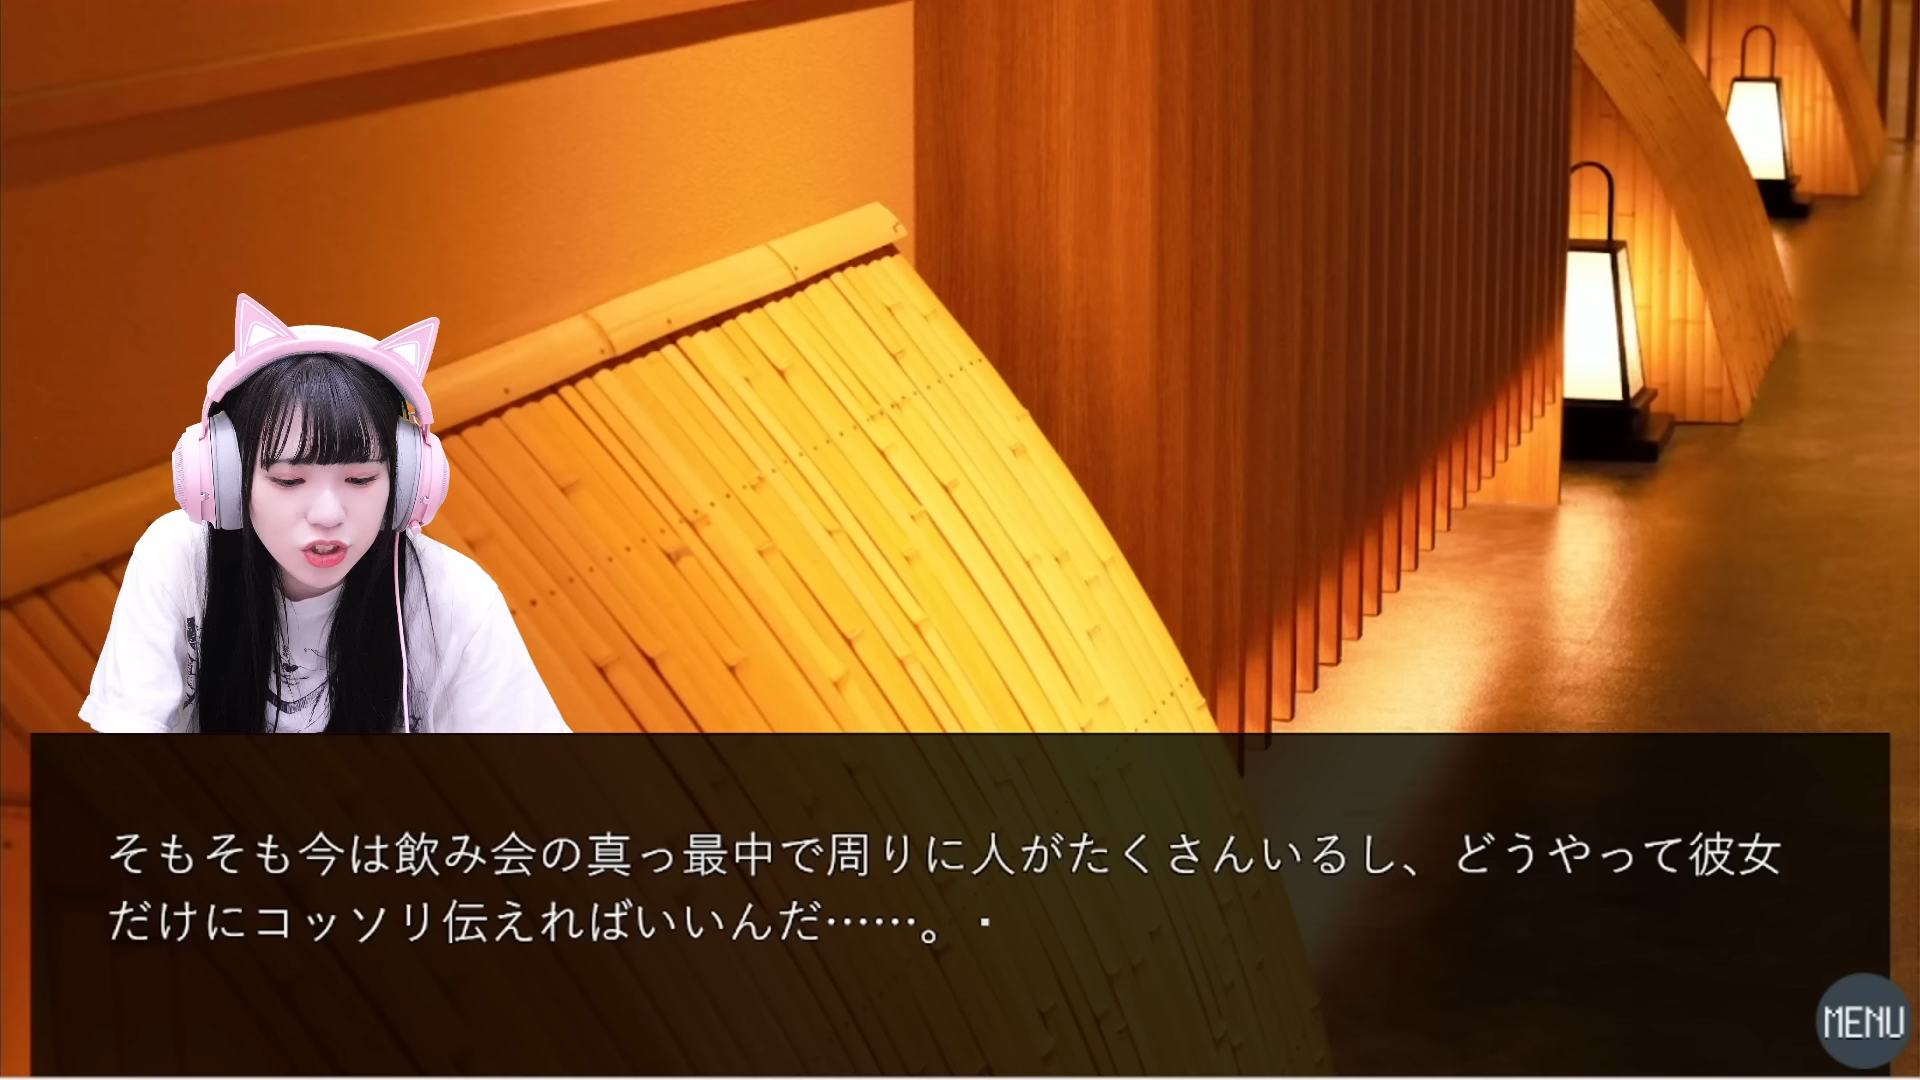 そもそも今は飲み会の真っ最中で周りに人がたくさんいるし、どうやって彼女
だけにコッソリ伝えればいいんだ……。
MENU